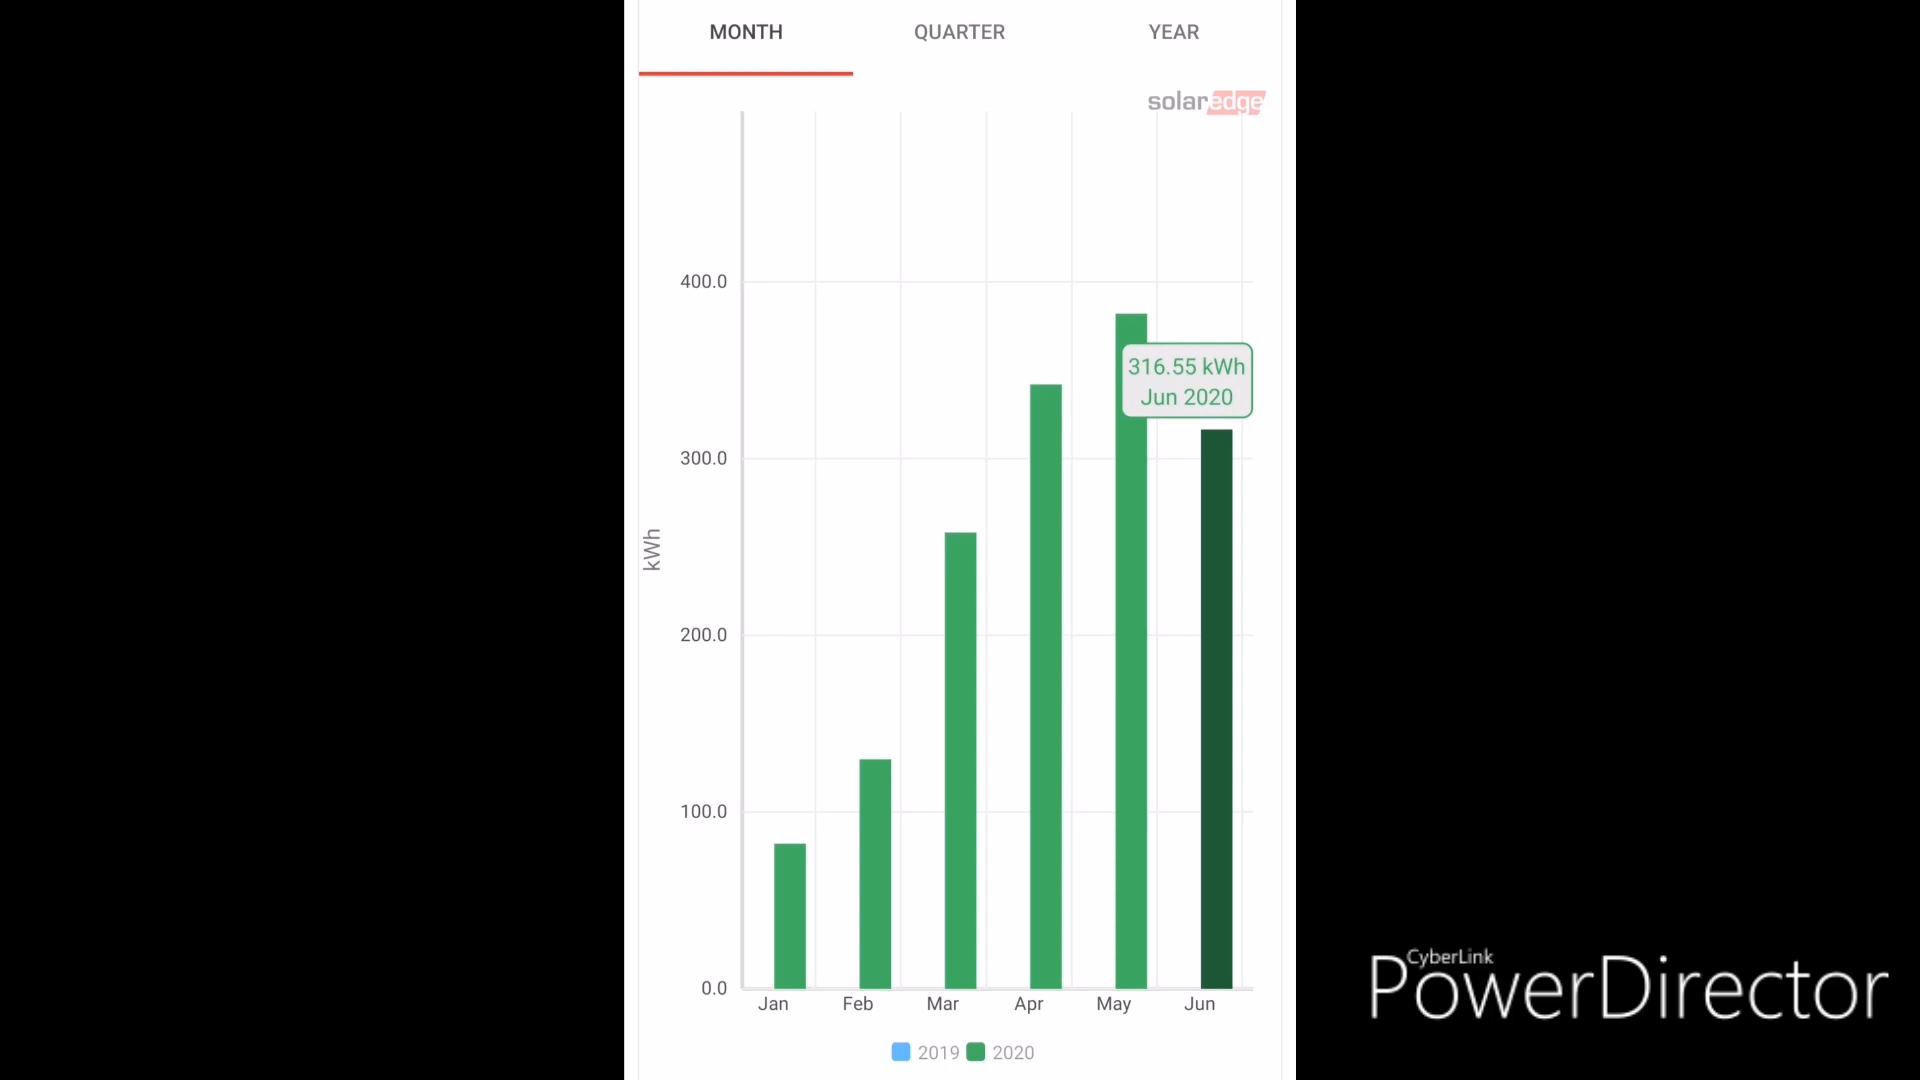 MONTH QUARTER YEAR
solaredge
400.0
300.0
200.0
100.0
0.0
kWh
316.55 kWh
Jun 2020
Jan Feb Mar Apr May Jun
2019 2020
CyberLink
PowerDirector